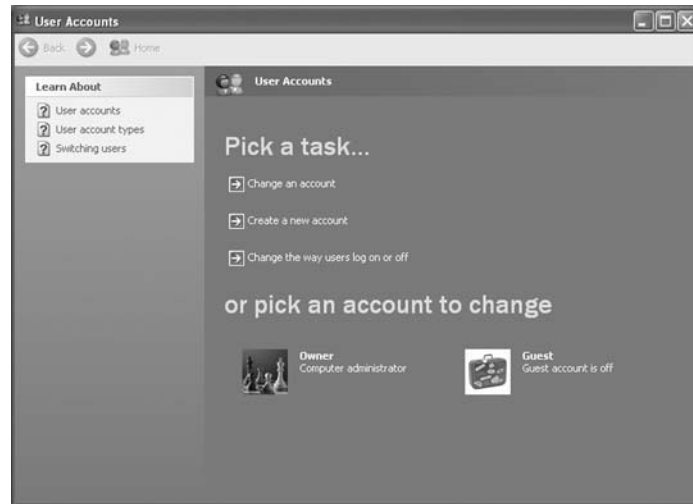 User Accounts
Back Home
Learn About
User accounts
User account types
Switching users
User Accounts
Pick a task...
Change an account
Create a new account
Change the way users log on or off
or pick an account to change
Owner
Computer administrator
Guest
Guest account is off